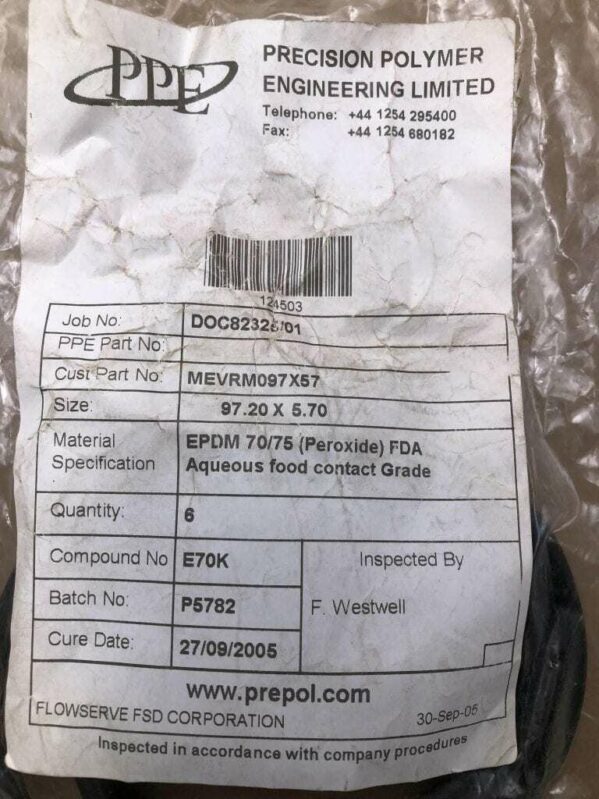 PPE
PRECISION POLYMER
ENGINEERING LIMITED
Telephone: +44 1254 295400
Fax: +44 1254 680182
124503
Job No: DOC82326/01
PPE Part No:
Cust Part No: MEVRM097X57
Size: 97.20 X 5.70
Material Specification EPDM 70/75 (Peroxide) FDA
Aqueous food contact Grade
Quantity: 6
Compound No E70K
Inspected By
Batch No: P5782
F. Westwell
Cure Date: 27/09/2005
www.prepol.com
FLOWSERVE FSD CORPORATION 30-Sep-05
Inspected in accordance with company procedures